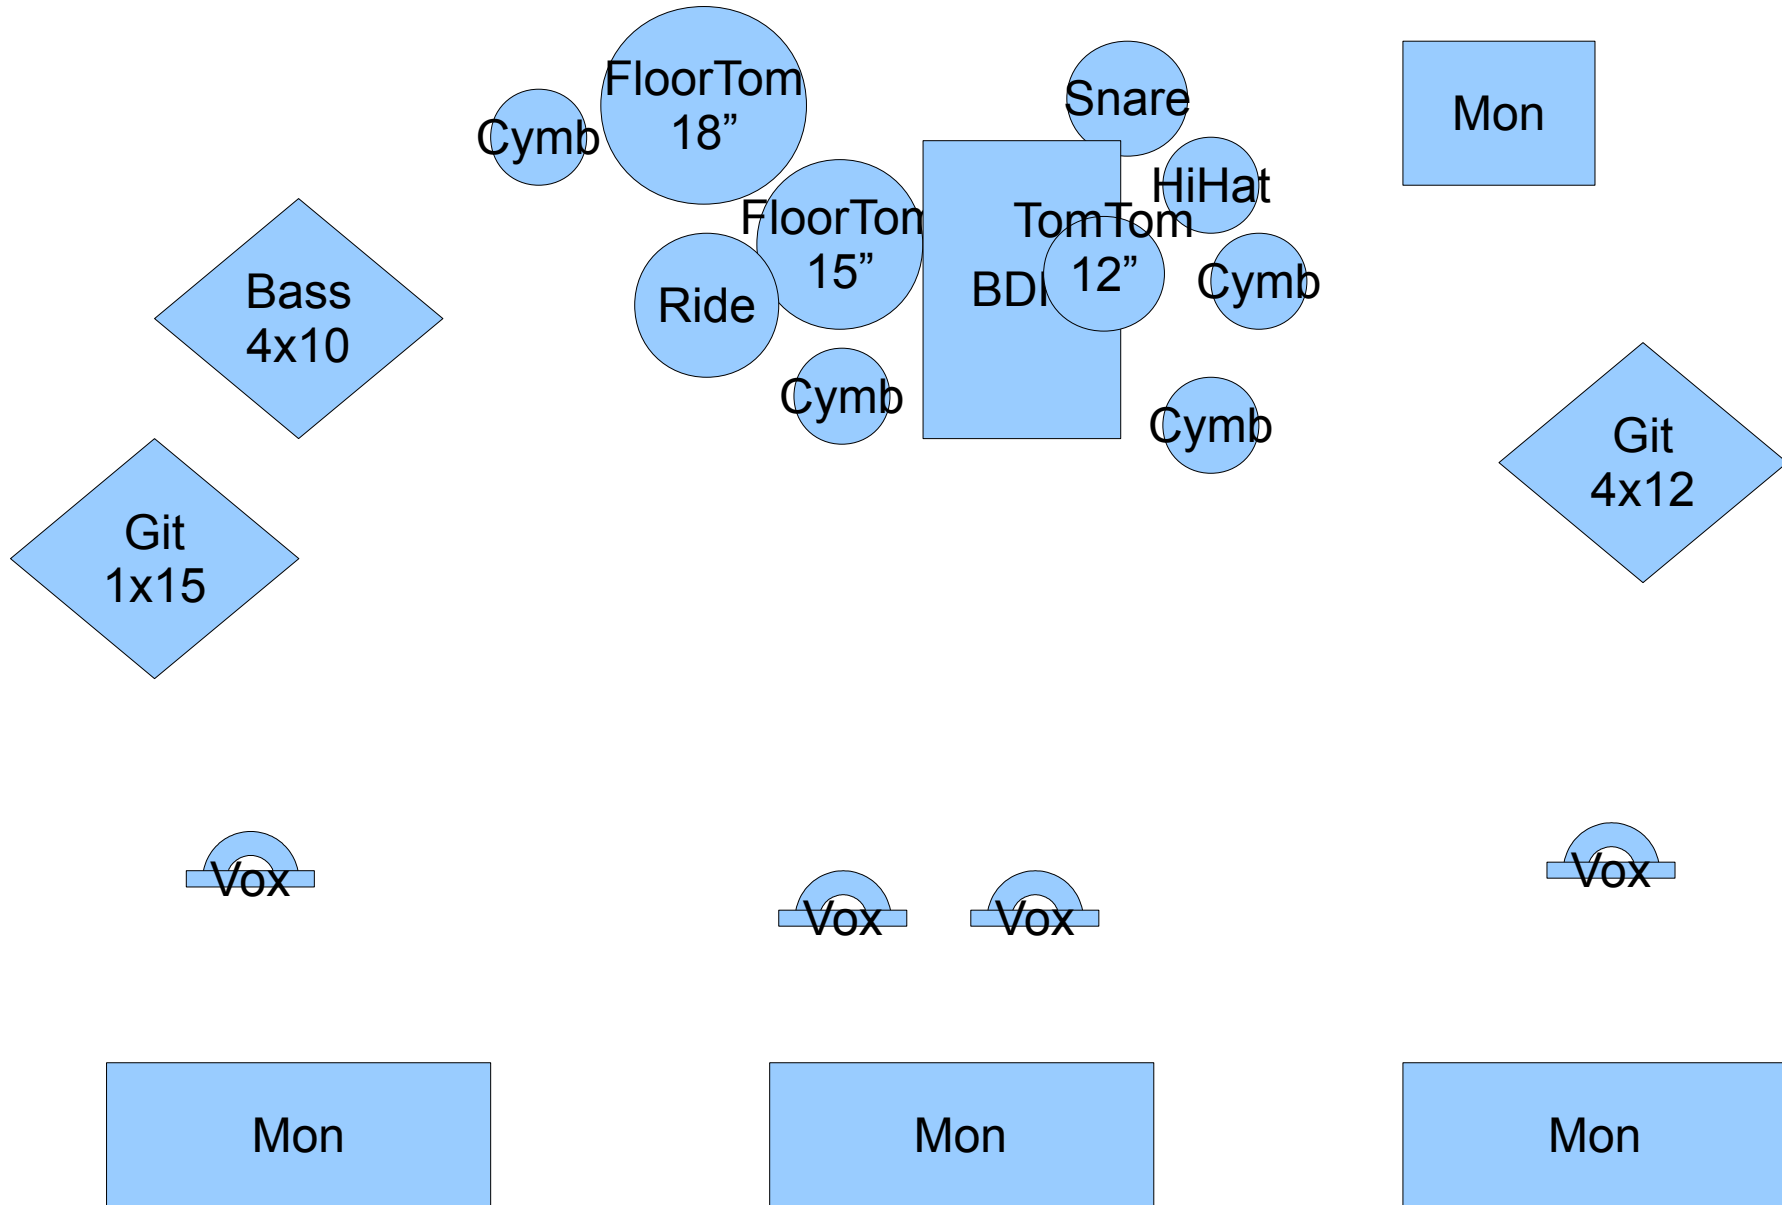 FloorTom
18”
Snare
Mon
Cymb
HiHat
FloorTom
15”
TomTom
12”
Bass
4x10
Ride
Cymb
Cymb
Cymb
Git
4x12
Git
1x15
Vox
Vox
Vox
Vox
Mon
Mon
Mon